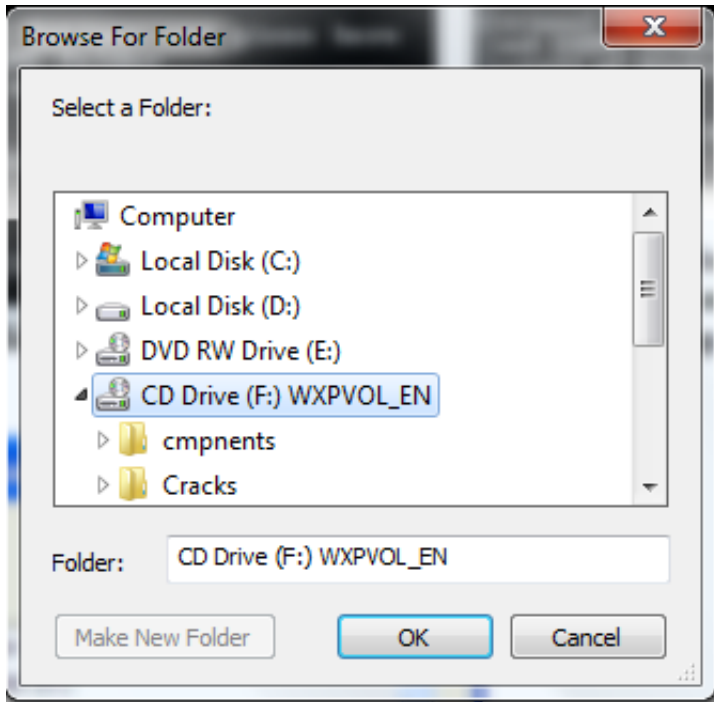 Browse For Folder
Select a Folder:
Computer
Local Disk (C:)
Local Disk (D:)
DVD RW Drive (E:)
CD Drive (F:) WXPVOL_EN
cmpnents
Cracks
Folder: CD Drive (F:) WXPVOL_EN
Make New Folder OK Cancel